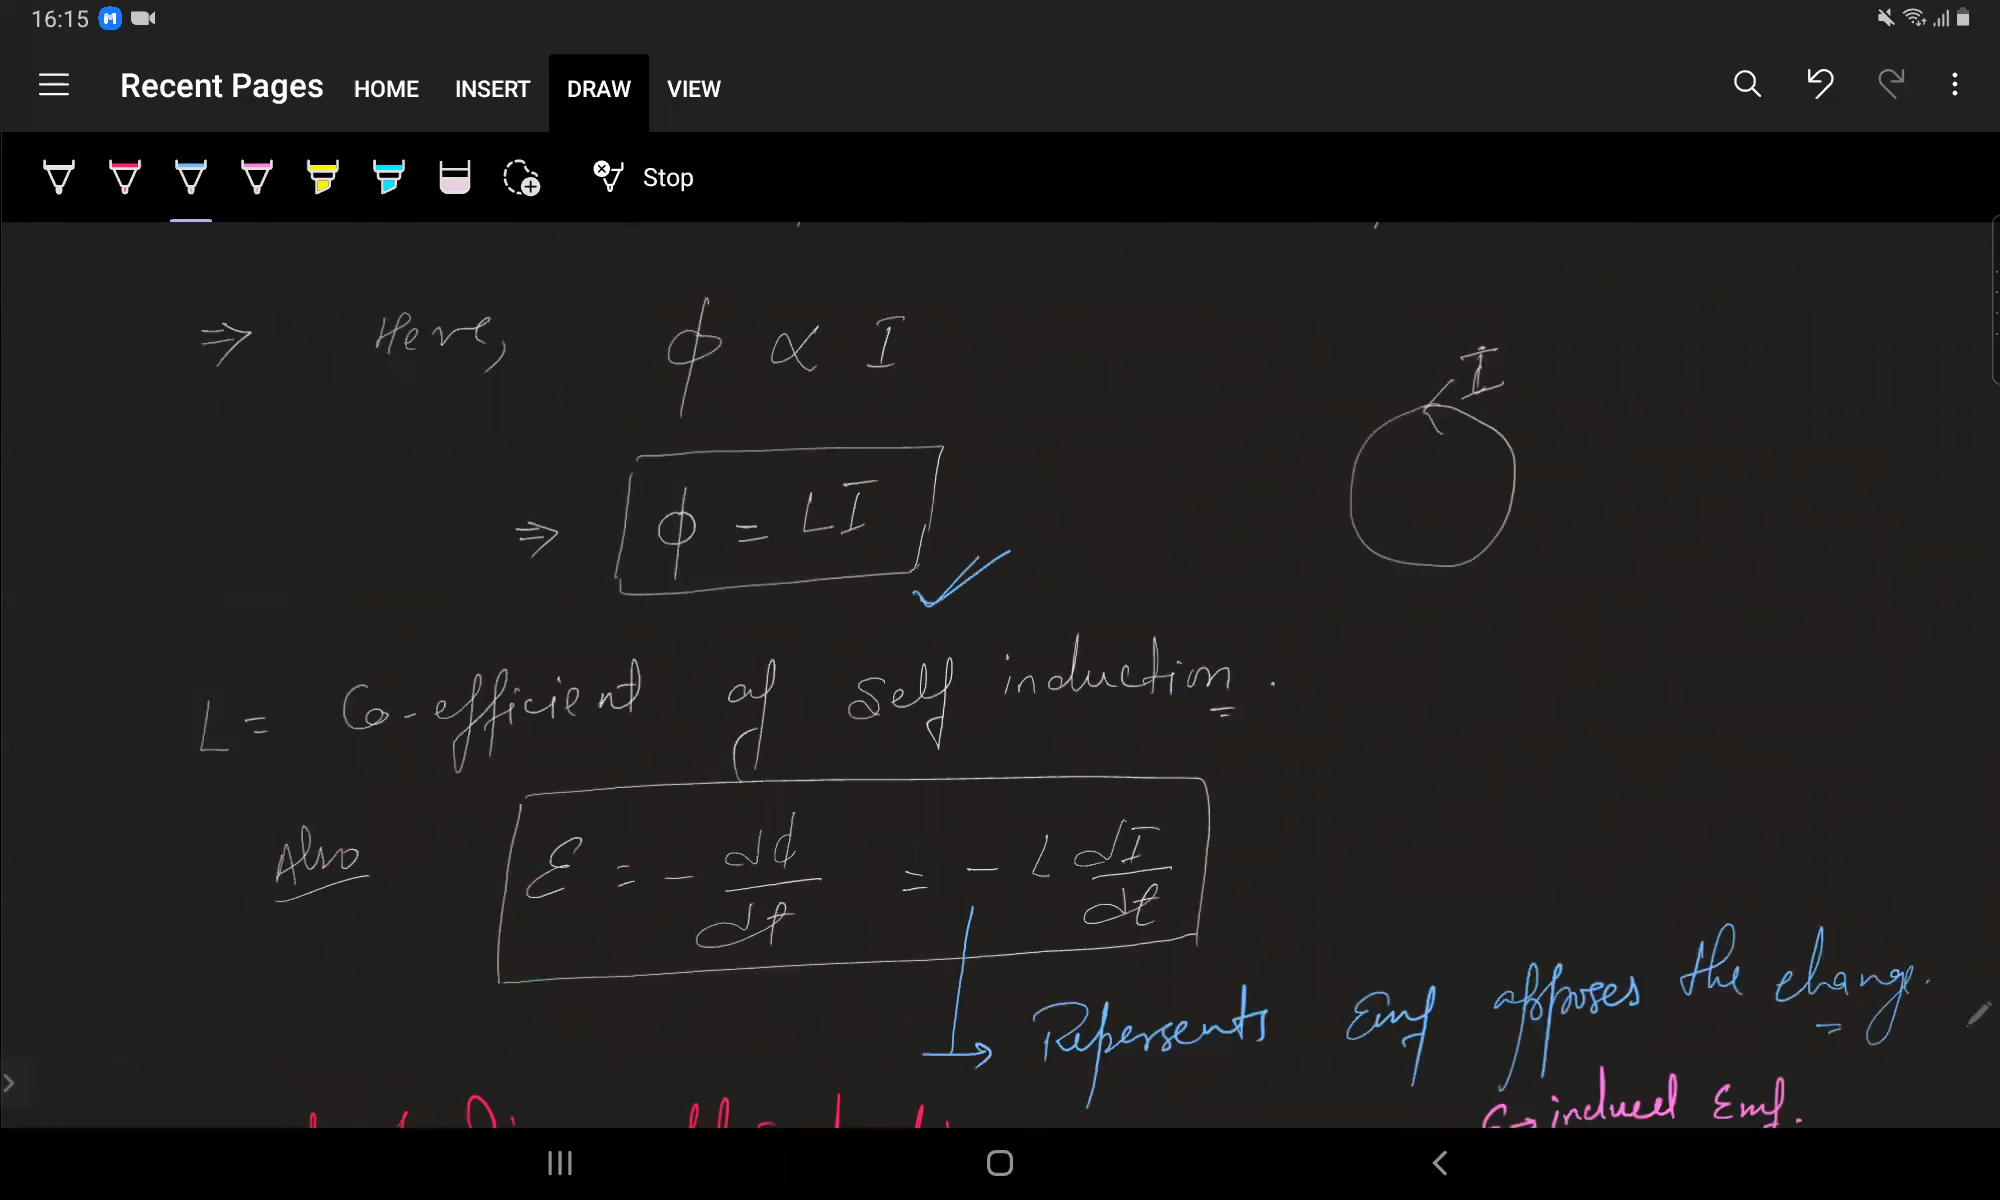 16:15
Recent Pages HOME INSERT DRAW VIEW
Stop
⇒ Here, ϕ ∝ I
I
⇒ ϕ = LI
L = Co-efficient of Self induction.
Also ℰ = - dϕ/dt = - L dI/dt
→ Repersents Emf opposes the change.
→ induced Emf.